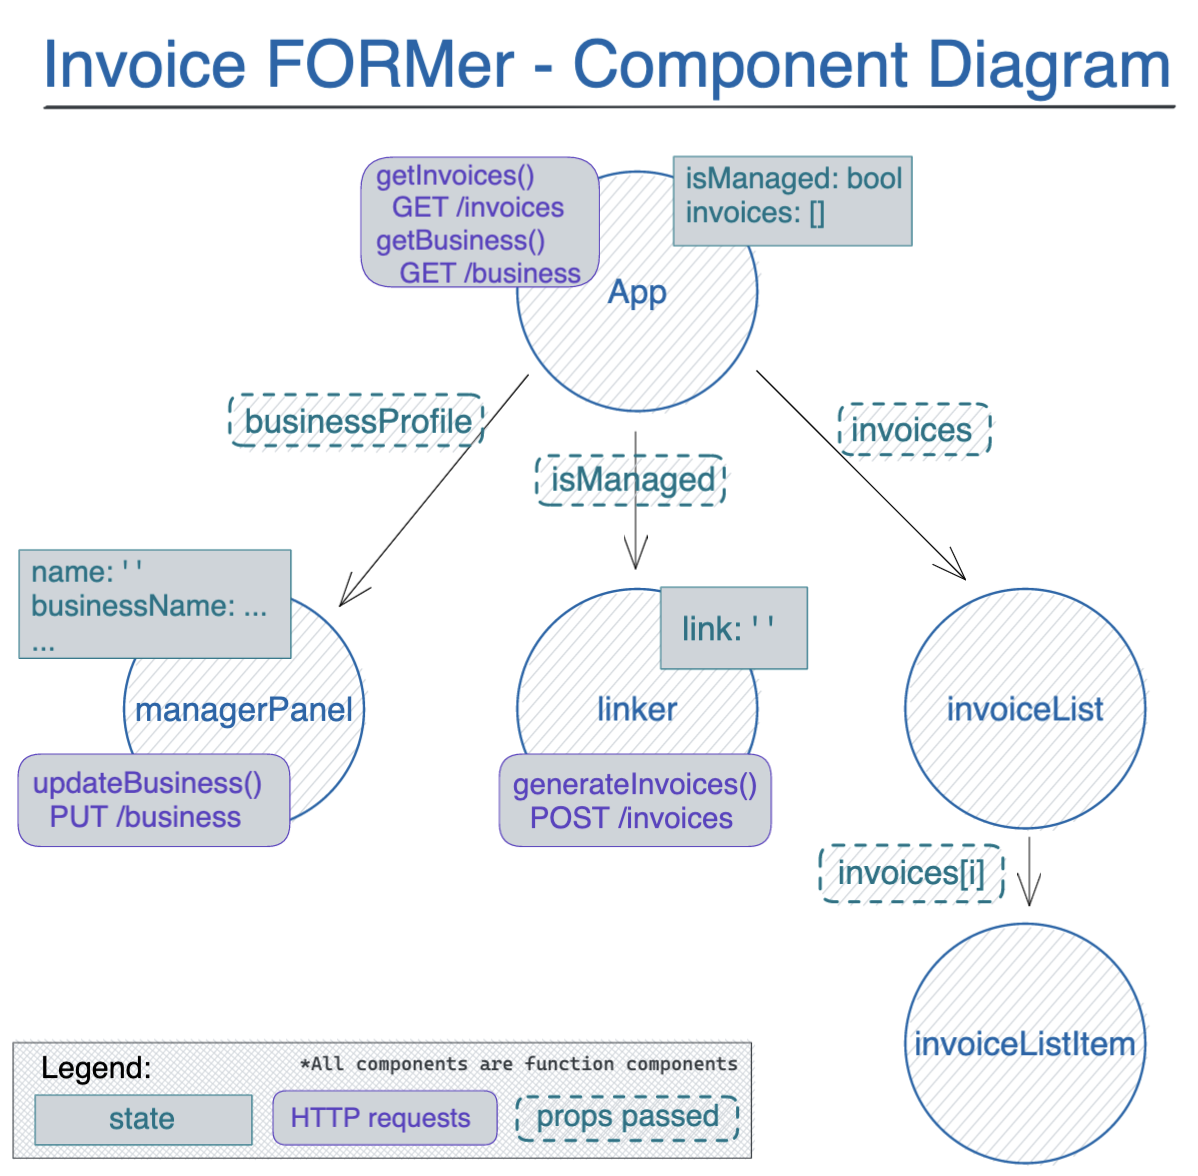 Invoice FORMer - Component Diagram
getInvoices()
GET /invoices
getBusiness()
GET /business
isManaged: bool
invoices: []
App
businessProfile
isManaged
invoices
name: ' '
businessName: ...
...
managerPanel
updateBusiness()
PUT /business
link: ' '
linker
generateInvoices()
POST /invoices
invoiceList
invoices[i]
invoiceListItem
Legend:
*All components are function components
state
HTTP requests
props passed